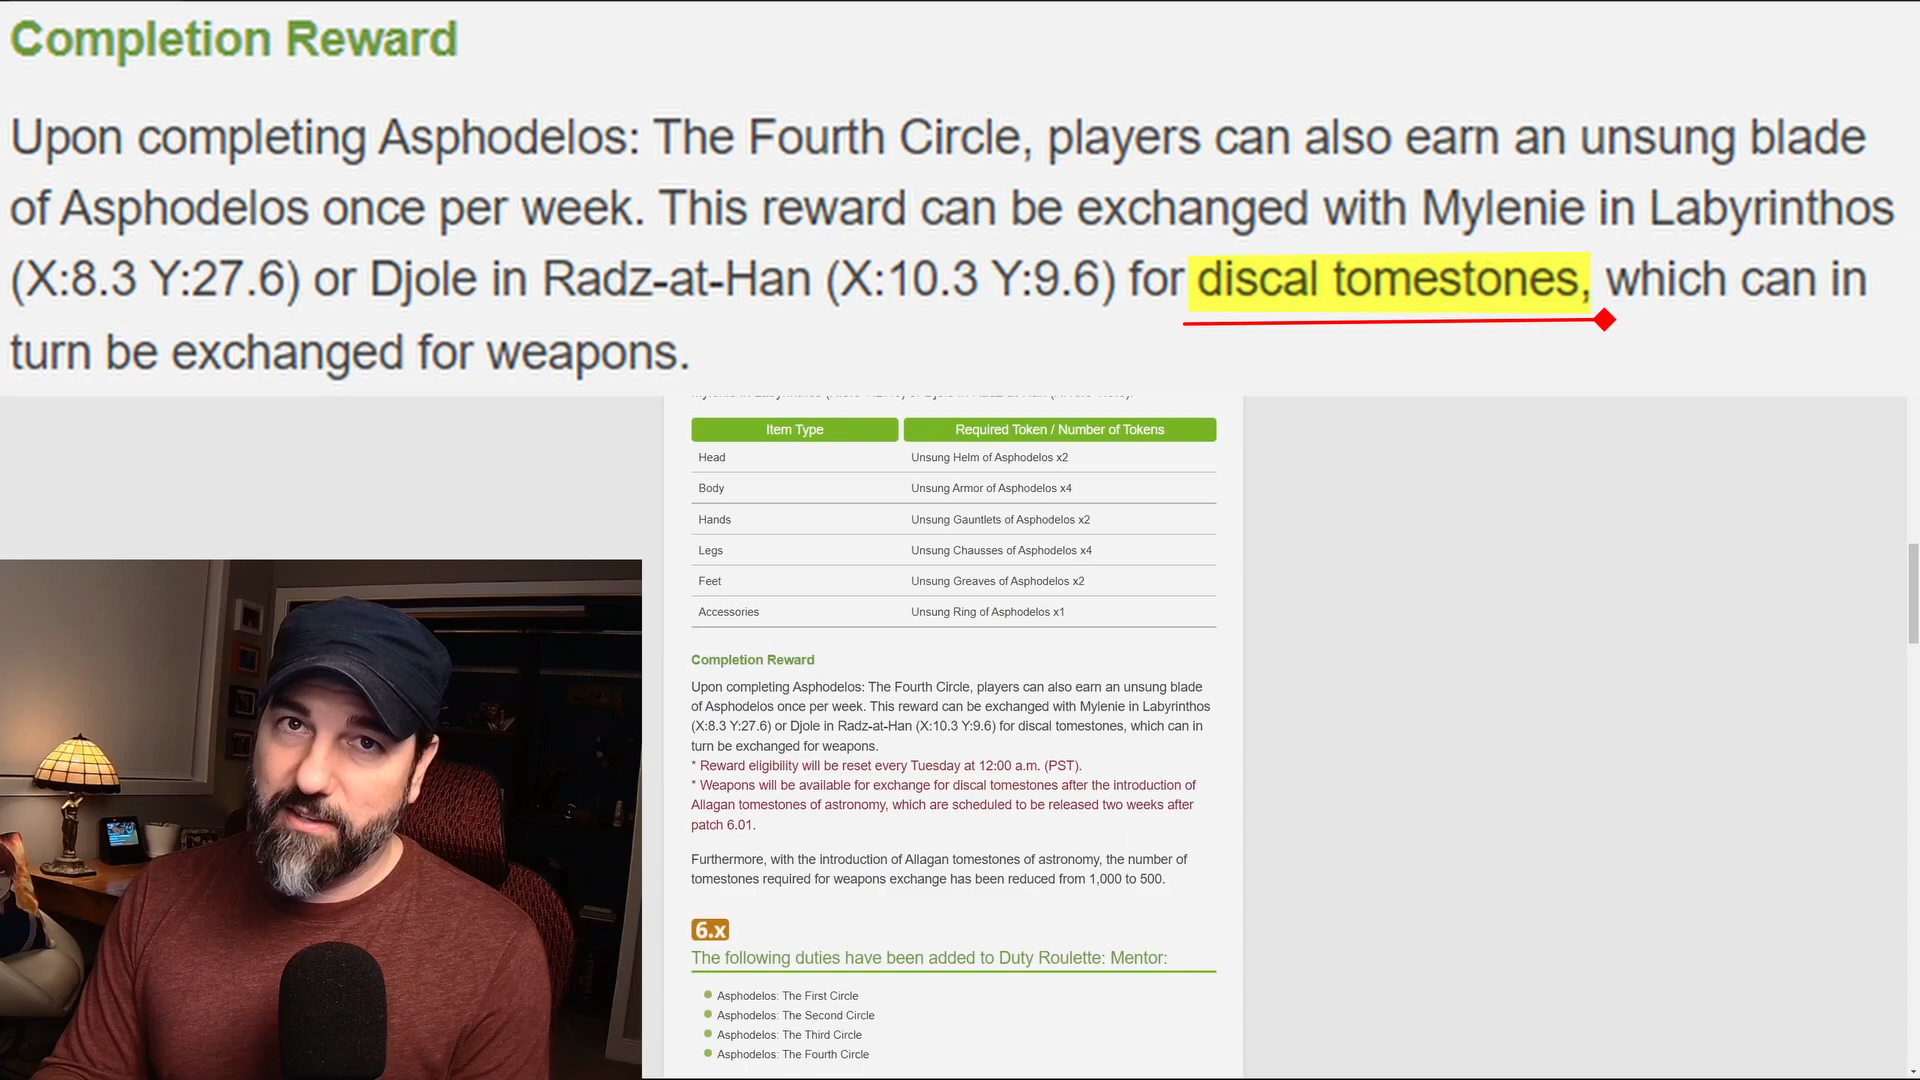 Completion Reward
Upon completing Asphodelos: The Fourth Circle, players can also earn an unsung blade
of Asphodelos once per week. This reward can be exchanged with Mylenie in Labyrinthos
(X:8.3 Y:27.6) or Djole in Radz-at-Han (X:10.3 Y:9.6) for discal tomestones, which can in
turn be exchanged for weapons.
Item Type Required Token / Number of Tokens
Head Unsung Helm of Asphodelos x2
Body Unsung Armor of Asphodelos x4
Hands Unsung Gauntlets of Asphodelos x2
Legs Unsung Chausses of Asphodelos x4
Feet Unsung Greaves of Asphodelos x2
Accessories Unsung Ring of Asphodelos x1
Completion Reward
Upon completing Asphodelos: The Fourth Circle, players can also earn an unsung blade
of Asphodelos once per week. This reward can be exchanged with Mylenie in Labyrinthos
(X:8.3 Y:27.6) or Djole in Radz-at-Han (X:10.3 Y:9.6) for discal tomestones, which can in
turn be exchanged for weapons.
* Reward eligibility will be reset every Tuesday at 12:00 a.m. (PST).
* Weapons will be available for exchange for discal tomestones after the introduction of
Allagan tomestones of astronomy, which are scheduled to be released two weeks after
patch 6.01.
Furthermore, with the introduction of Allagan tomestones of astronomy, the number of
tomestones required for weapons exchange has been reduced from 1,000 to 500.
6.x
The following duties have been added to Duty Roulette: Mentor:
Asphodelos: The First Circle
Asphodelos: The Second Circle
Asphodelos: The Third Circle
Asphodelos: The Fourth Circle